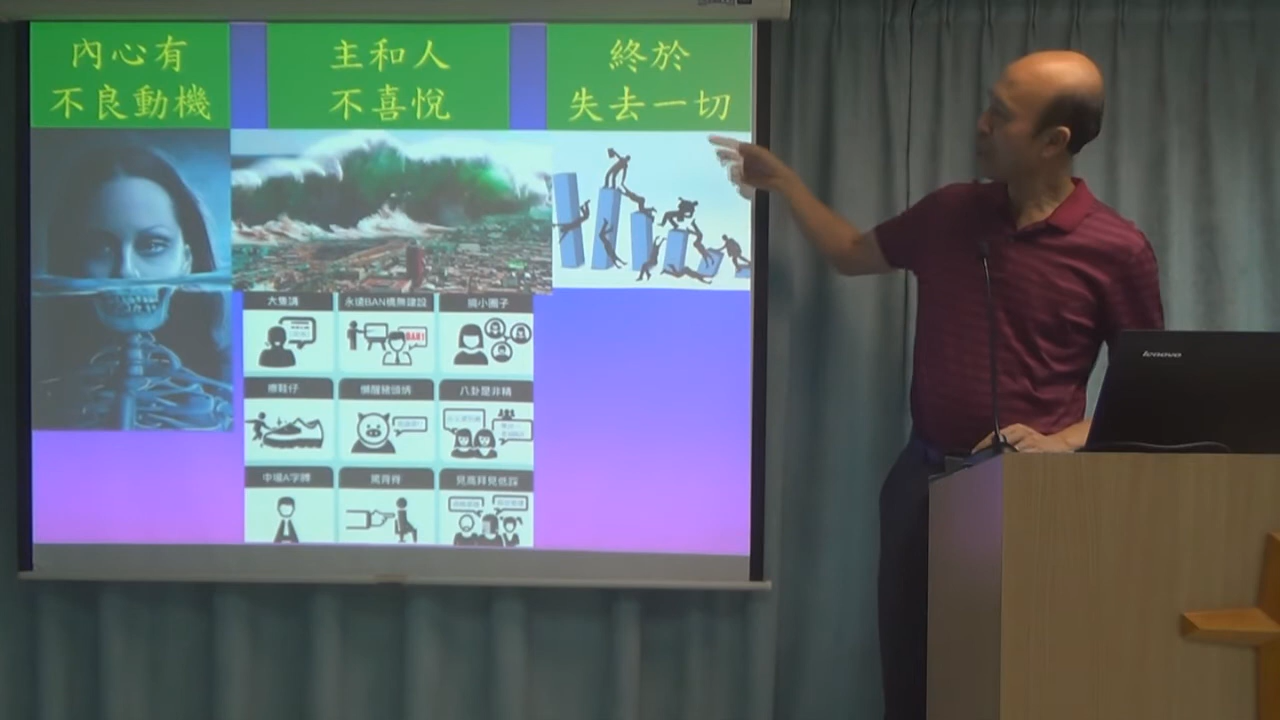 內心有
不良動機
主和人
不喜悅
終於
失去一切
大隻講
永遠BAN橋無建設
搞小圈子
BAN!
擦鞋仔
懶醒豬頭炳
八卦是非精
中場A字膊
篤背脊
見高拜見低踩
lenovo